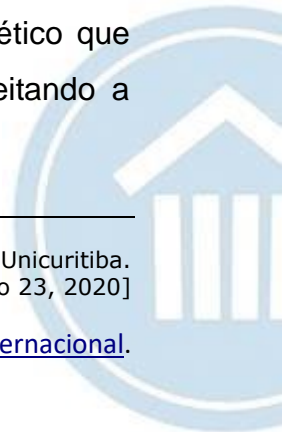 ético que
eitando a
Unicuritiba.
o 23, 2020]
ernacional.